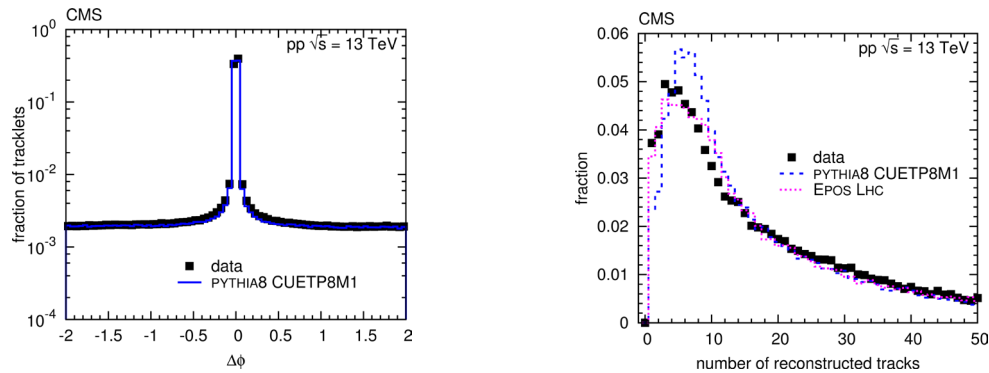 CMS
pp √s = 13 TeV
10^0
10^-1
10^-2
10^-3
10^-4
fraction of tracklets
data
PYTHIA8 CUETP8M1
-2 -1.5 -1 -0.5 0 0.5 1 1.5 2
Δϕ
CMS
pp √s = 13 TeV
0.06
0.05
0.04
0.03
0.02
0.01
0
fraction
data
PYTHIA8 CUETP8M1
EPOS LHC
0 10 20 30 40 50
number of reconstructed tracks